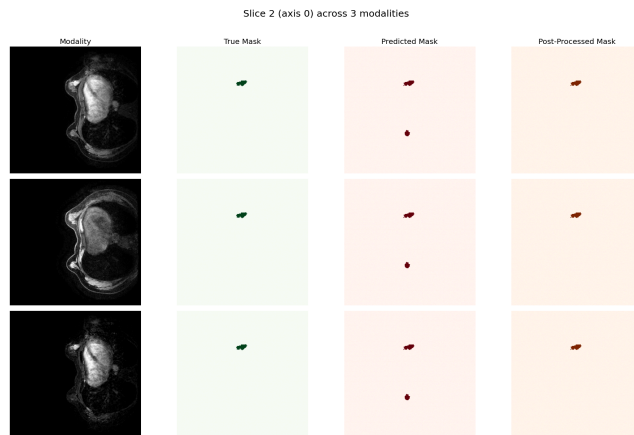 Slice 2 (axis 0) across 3 modalities
Modality
True Mask
Predicted Mask
Post-Processed Mask